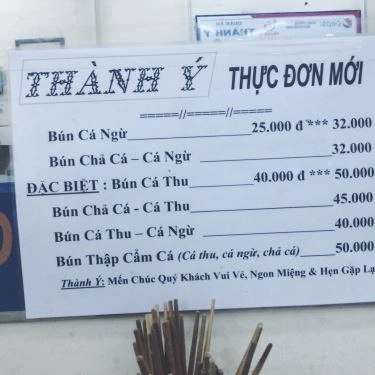 THÀNH Ý THỰC ĐƠN MỚI
=====//=====//=====
Bún Cá Ngừ 25.000 đ *** 32.000
Bún Chả Cá – Cá Ngừ 32.000
ĐẶC BIỆT : Bún Cá Thu 40.000 đ *** 50.000
Bún Chả Cá - Cá Thu 45.000
Bún Cá Thu – Cá Ngừ 40.000
Bún Thập Cẩm Cá (Cá thu, cá ngừ, chả cá) 50.000
Thành Ý: Mến Chúc Quý Khách Vui Vẻ, Ngon Miệng & Hẹn Gặp Lạ